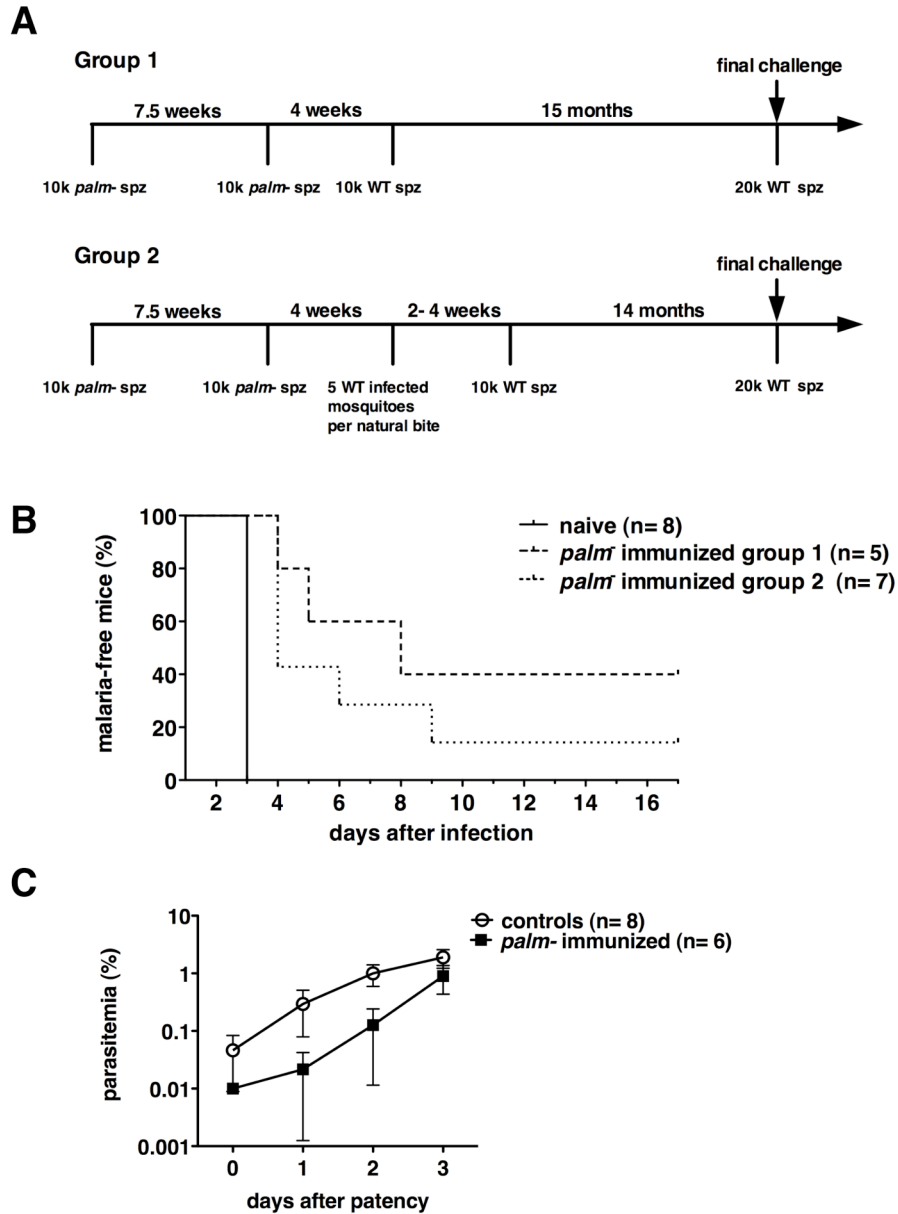 A
Group 1
final challenge
7.5 weeks 4 weeks 15 months
10k palm- spz 10k palm- spz 10k WT spz 20k WT spz
Group 2
final challenge
7.5 weeks 4 weeks 2- 4 weeks 14 months
10k palm- spz 10k palm- spz 5 WT infected 10k WT spz 20k WT spz
mosquitoes
per natural bite
B
malaria-free mice (%)
100
80
60
40
20
0
2 4 6 8 10 12 14 16
days after infection
naive (n= 8)
palm- immunized group 1 (n= 5)
palm- immunized group 2 (n= 7)
C
parasitemia (%)
10
1
0.1
0.01
0.001
0 1 2 3
days after patency
controls (n= 8)
palm- immunized (n= 6)